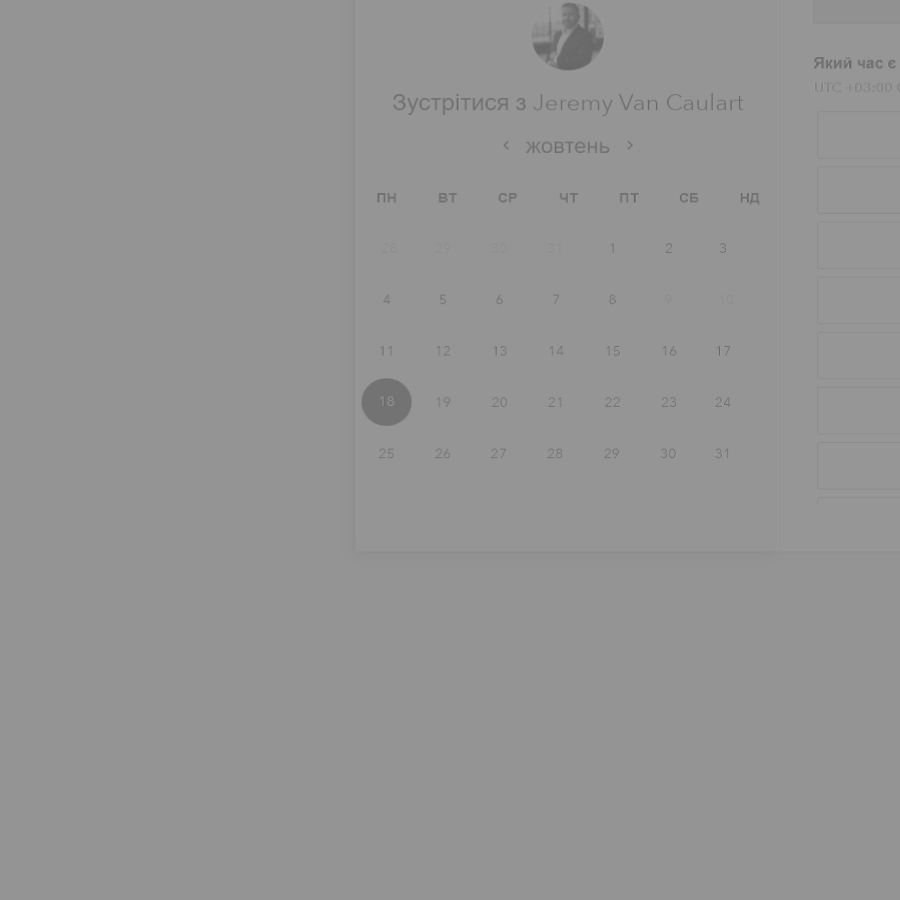 Зустрітися з Jeremy Van Caulart
‹ жовтень ›
ПН ВТ СР ЧТ ПТ СБ НД
28 29 30 31 1 2 3
4 5 6 7 8 9 10
11 12 13 14 15 16 17
18 19 20 21 22 23 24
25 26 27 28 29 30 31
Який час є
UTC +03:00